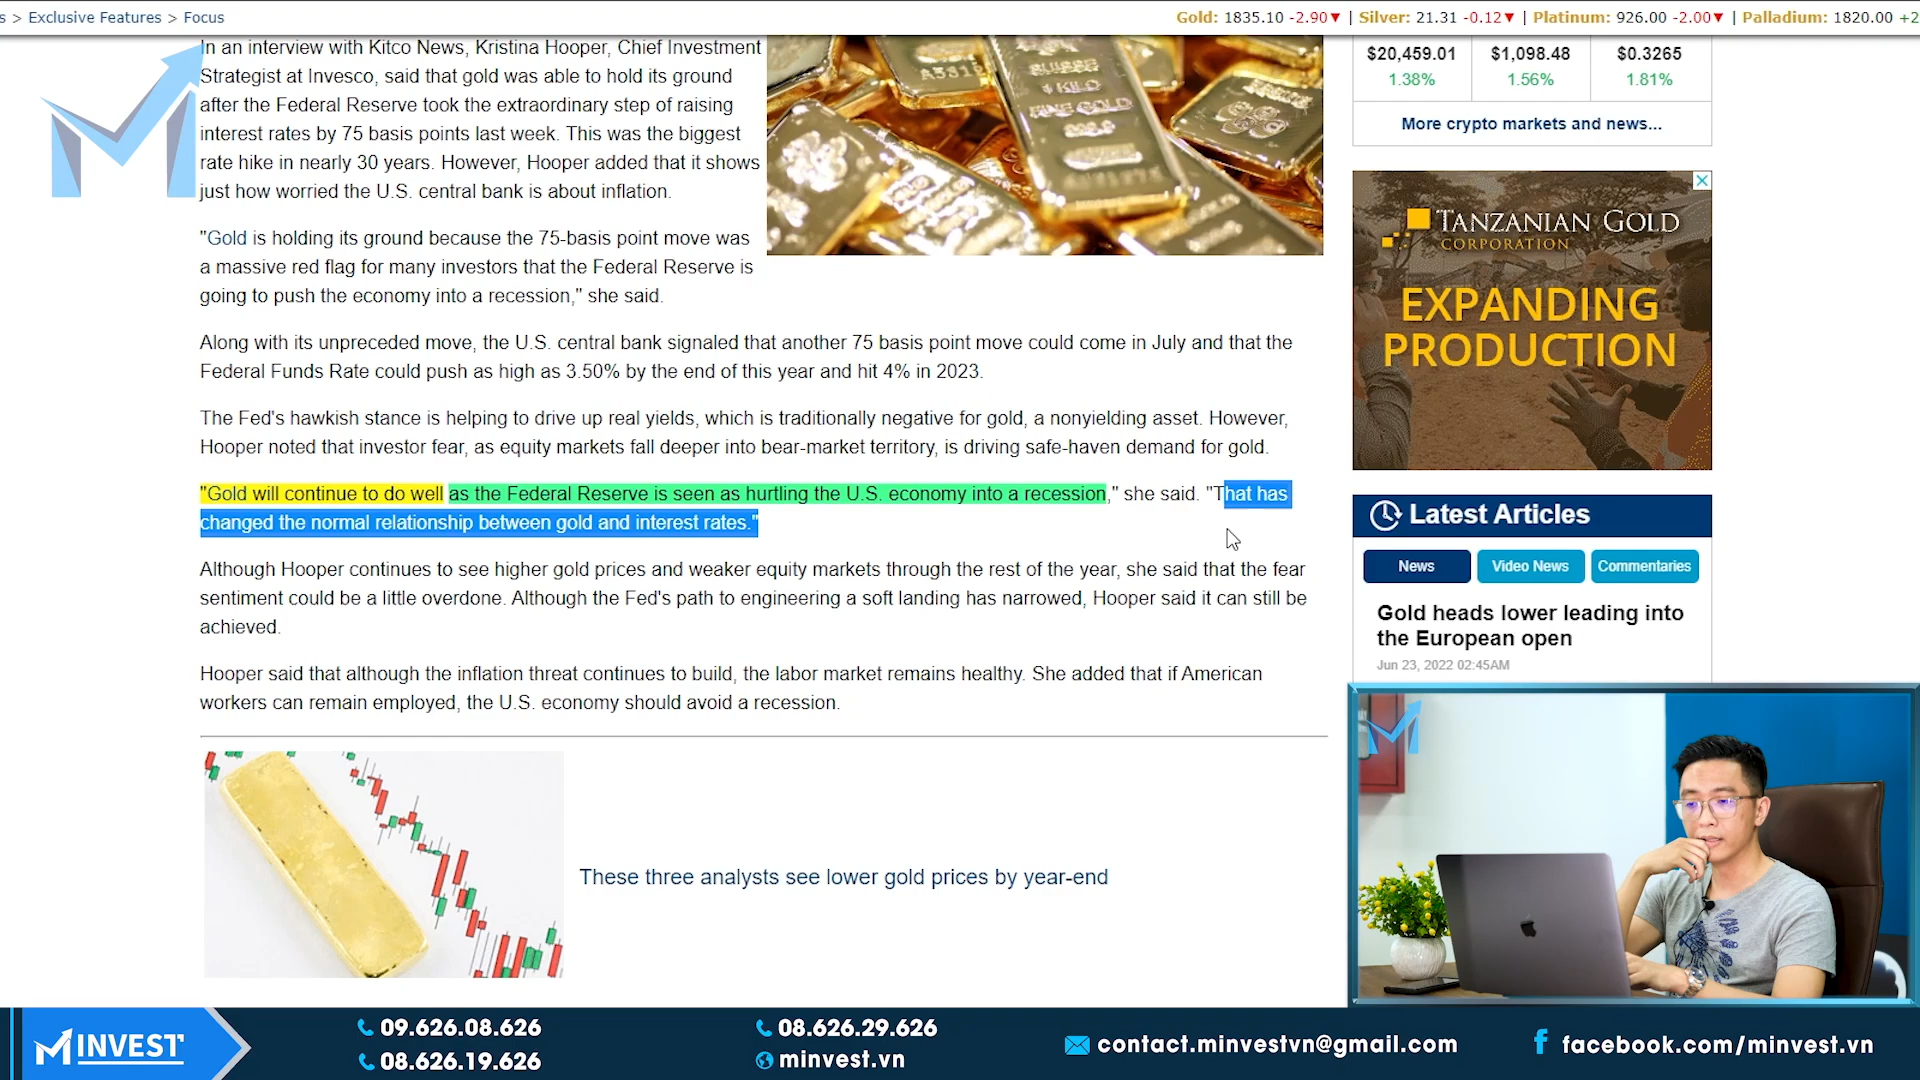 s > Exclusive Features > Focus
Gold: 1835.10 -2.90▼ | Silver: 21.31 -0.12▼ | Platinum: 926.00 -2.00▼ | Palladium: 1820.00 +2
In an interview with Kitco News, Kristina Hooper, Chief Investment
Strategist at Invesco, said that gold was able to hold its ground
after the Federal Reserve took the extraordinary step of raising
interest rates by 75 basis points last week. This was the biggest
rate hike in nearly 30 years. However, Hooper added that it shows
just how worried the U.S. central bank is about inflation.
"Gold is holding its ground because the 75-basis point move was
a massive red flag for many investors that the Federal Reserve is
going to push the economy into a recession," she said.
Along with its unpreceded move, the U.S. central bank signaled that another 75 basis point move could come in July and that the
Federal Funds Rate could push as high as 3.50% by the end of this year and hit 4% in 2023.
The Fed's hawkish stance is helping to drive up real yields, which is traditionally negative for gold, a nonyielding asset. However,
Hooper noted that investor fear, as equity markets fall deeper into bear-market territory, is driving safe-haven demand for gold.
"Gold will continue to do well as the Federal Reserve is seen as hurtling the U.S. economy into a recession," she said. "That has
changed the normal relationship between gold and interest rates."
Although Hooper continues to see higher gold prices and weaker equity markets through the rest of the year, she said that the fear
sentiment could be a little overdone. Although the Fed's path to engineering a soft landing has narrowed, Hooper said it can still be
achieved.
Hooper said that although the inflation threat continues to build, the labor market remains healthy. She added that if American
workers can remain employed, the U.S. economy should avoid a recession.
These three analysts see lower gold prices by year-end
SUISSE
1 KILO
FINE GOLD
$20,459.01 $1,098.48 $0.3265
1.38% 1.56% 1.81%
More crypto markets and news...
TANZANIAN GOLD
CORPORATION
EXPANDING
PRODUCTION
Latest Articles
News Video News Commentaries
Gold heads lower leading into
the European open
Jun 23, 2022 02:45AM
MINVEST
09.626.08.626
08.626.19.626
08.626.29.626
minvest.vn
contact.minvestvn@gmail.com
facebook.com/minvest.vn